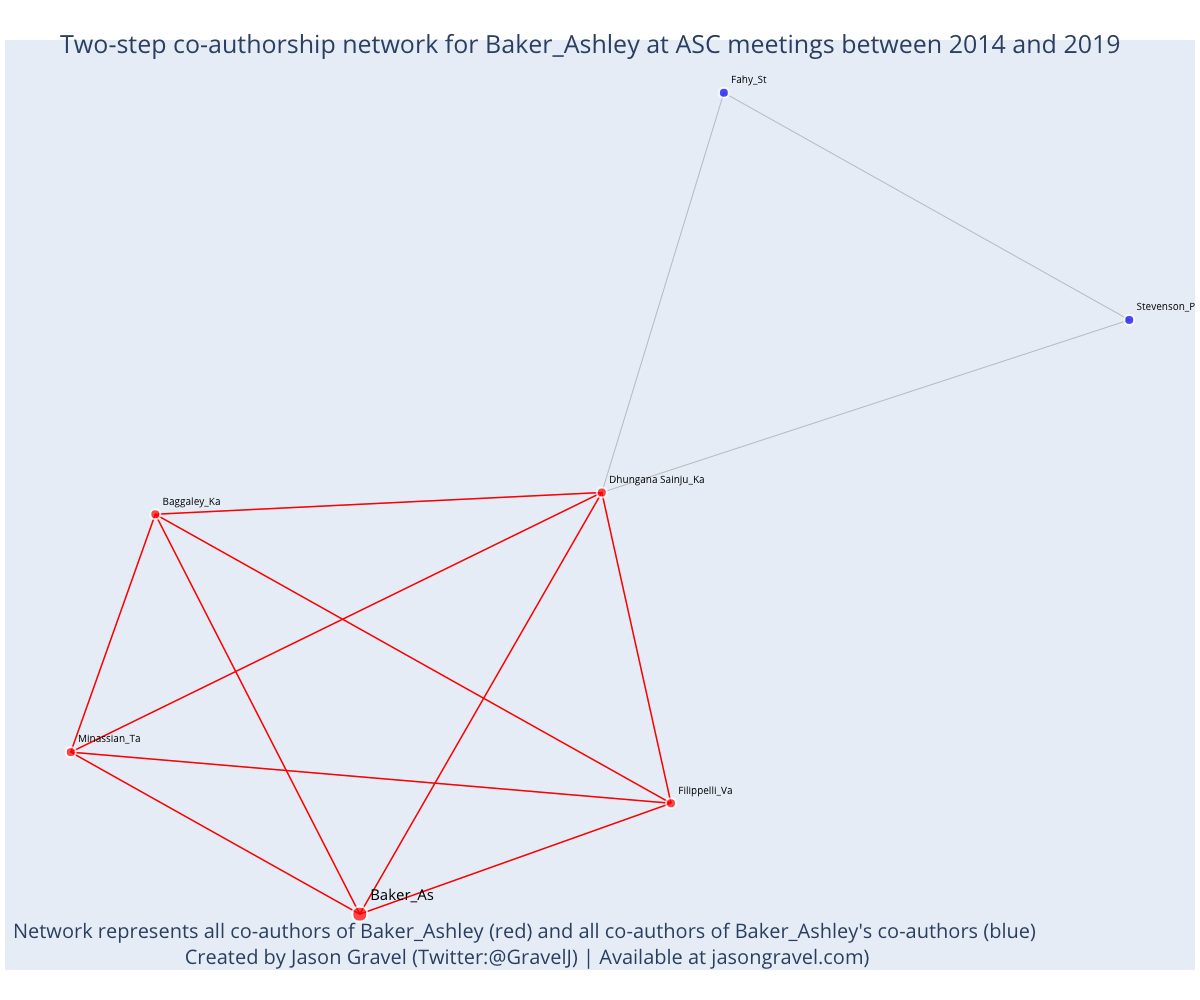 Two-step co-authorship network for Baker_Ashley at ASC meetings between 2014 and 2019
Fahy_St
Stevenson_P
Dhungana Sainju_Ka
Baggaley_Ka
Minassian_Ta
Filippelli_Va
Baker_As
Network represents all co-authors of Baker_Ashley (red) and all co-authors of Baker_Ashley's co-authors (blue)
Created by Jason Gravel (Twitter:@GravelJ) | Available at jasongravel.com)